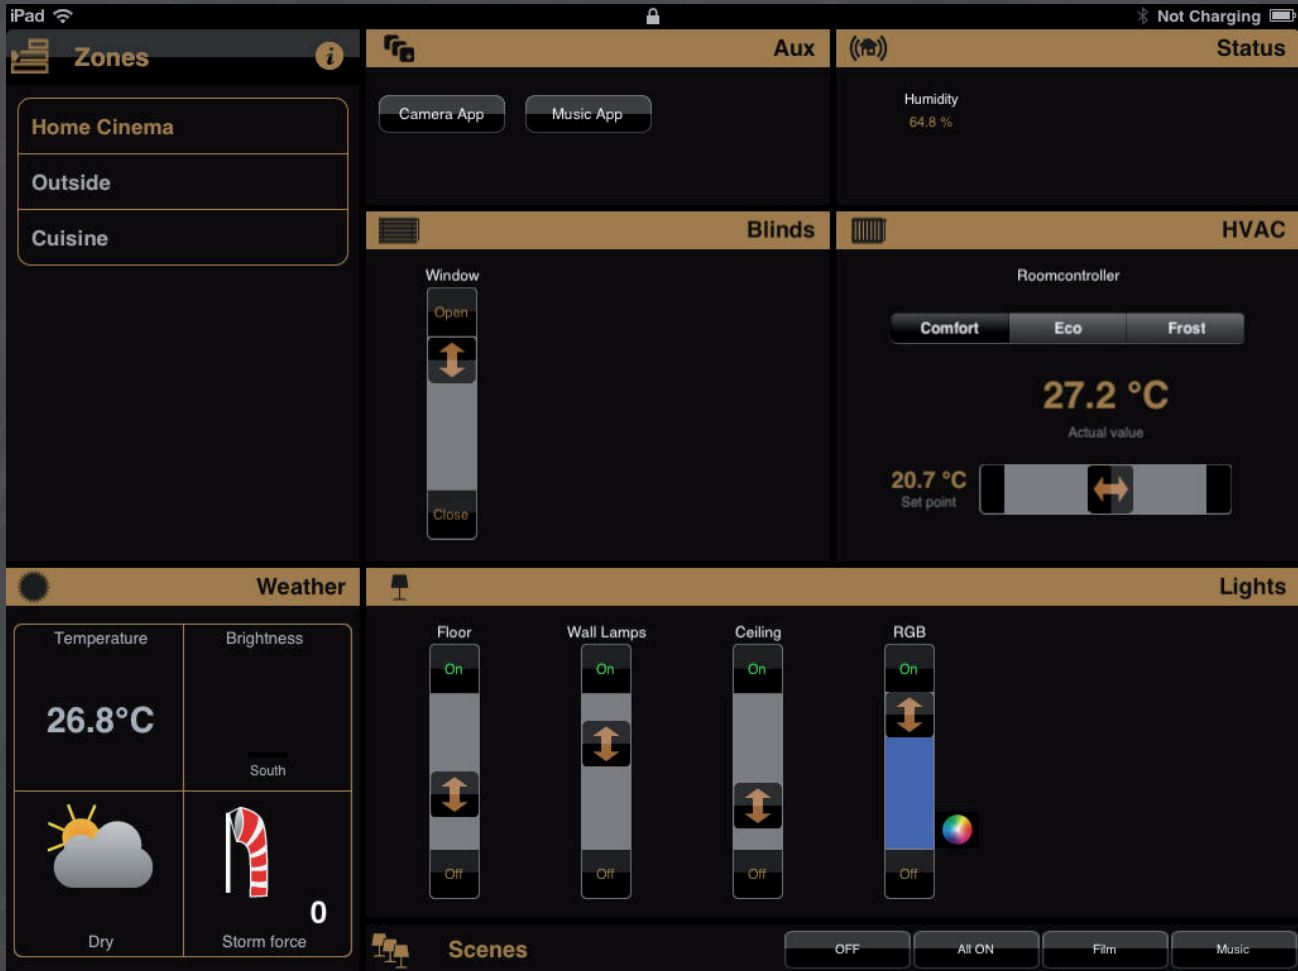 iPad
Not Charging
Zones
i
Home Cinema
Outside
Cuisine
Aux
Camera App
Music App
Status
Humidity
64.8 %
Blinds
Window
Open
Close
HVAC
Roomcontroller
Comfort Eco Frost
27.2 °C
Actual value
20.7 °C
Set point
Weather
Temperature
26.8°C
Brightness
South
Dry
0
Storm force
Lights
Floor Wall Lamps Ceiling RGB
On On On On
Off Off Off Off
Scenes
OFF All ON Film Music